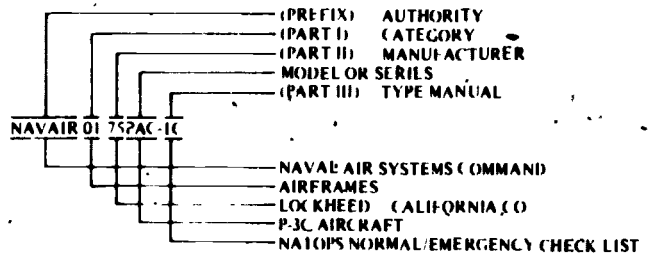 (PREFIX) AUTHORITY
(PART I) CATEGORY
(PART II) MANUFACTURER
MODEL OR SERILS
(PART III) TYPE MANUAL
NAVAIR 01 75PAC-1C
NAVAL AIR SYSTEMS COMMAND
AIRFRAMES
LOCKHEED CALIFORNIA CO
P-3C AIRCRAFT
NATOPS NORMAL/EMERGENCY CHECK LIST